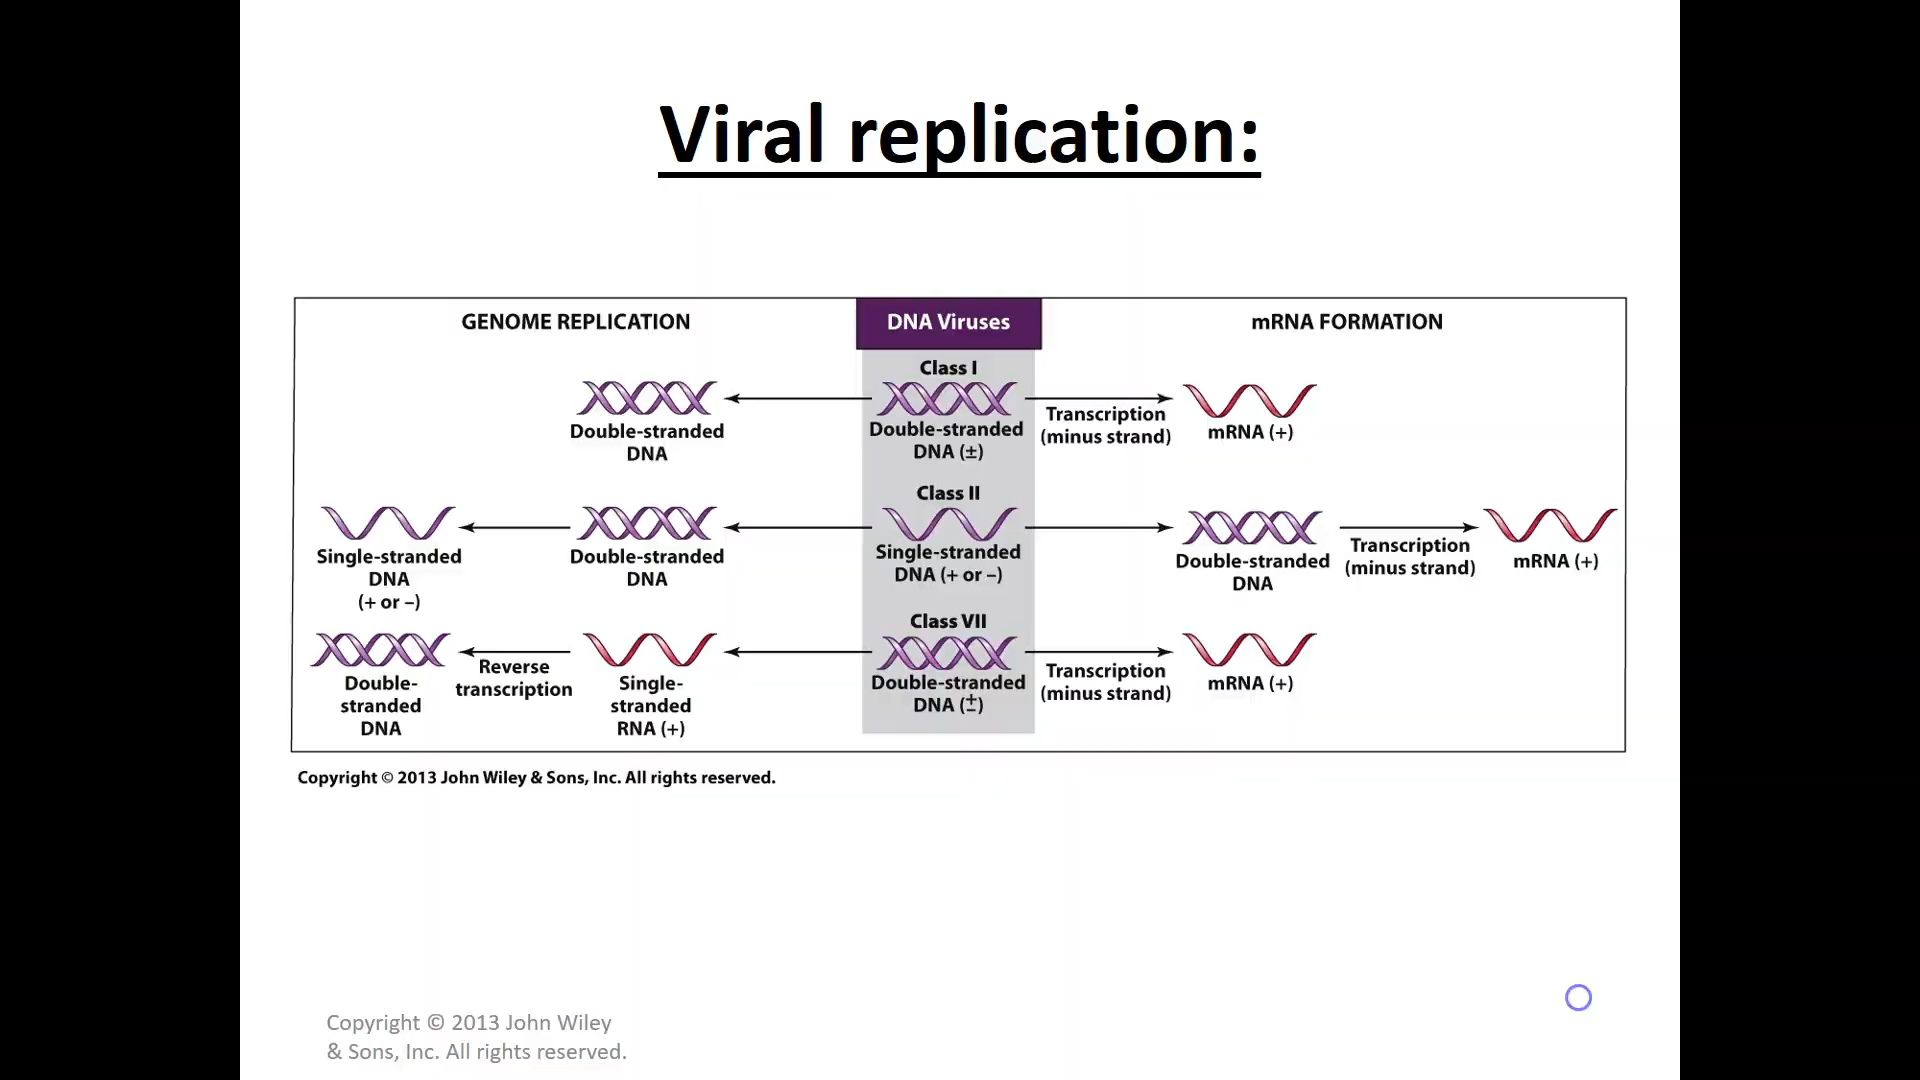 Viral replication:
GENOME REPLICATION
DNA Viruses
mRNA FORMATION
Class I
Double-stranded
DNA
Double-stranded
DNA (±)
Transcription
(minus strand)
mRNA (+)
Class II
Single-stranded
DNA
(+ or –)
Double-stranded
DNA
Single-stranded
DNA (+ or –)
Double-stranded
DNA
Transcription
(minus strand)
mRNA (+)
Class VII
Double-
stranded
DNA
Reverse
transcription
Single-
stranded
RNA (+)
Double-stranded
DNA (±)
Transcription
(minus strand)
mRNA (+)
Copyright © 2013 John Wiley & Sons, Inc. All rights reserved.
Copyright © 2013 John Wiley
& Sons, Inc. All rights reserved.